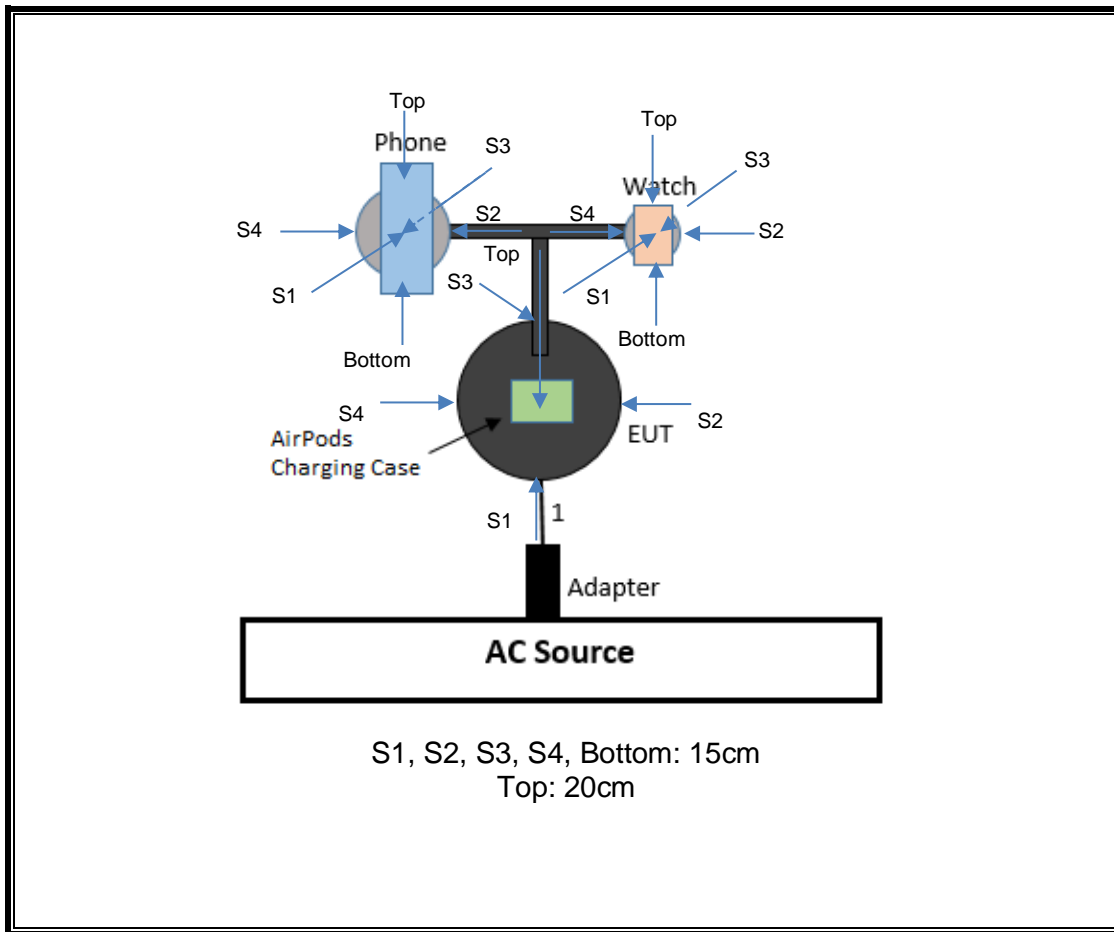 Top
Phone
S3
S4
S2
S1
Bottom
Top
Watch
S3
S4
S2
S1
Bottom
Top
S3
S4
S2
EUT
AirPods
Charging Case
S1
1
Adapter
AC Source
S1, S2, S3, S4, Bottom: 15cm
Top: 20cm